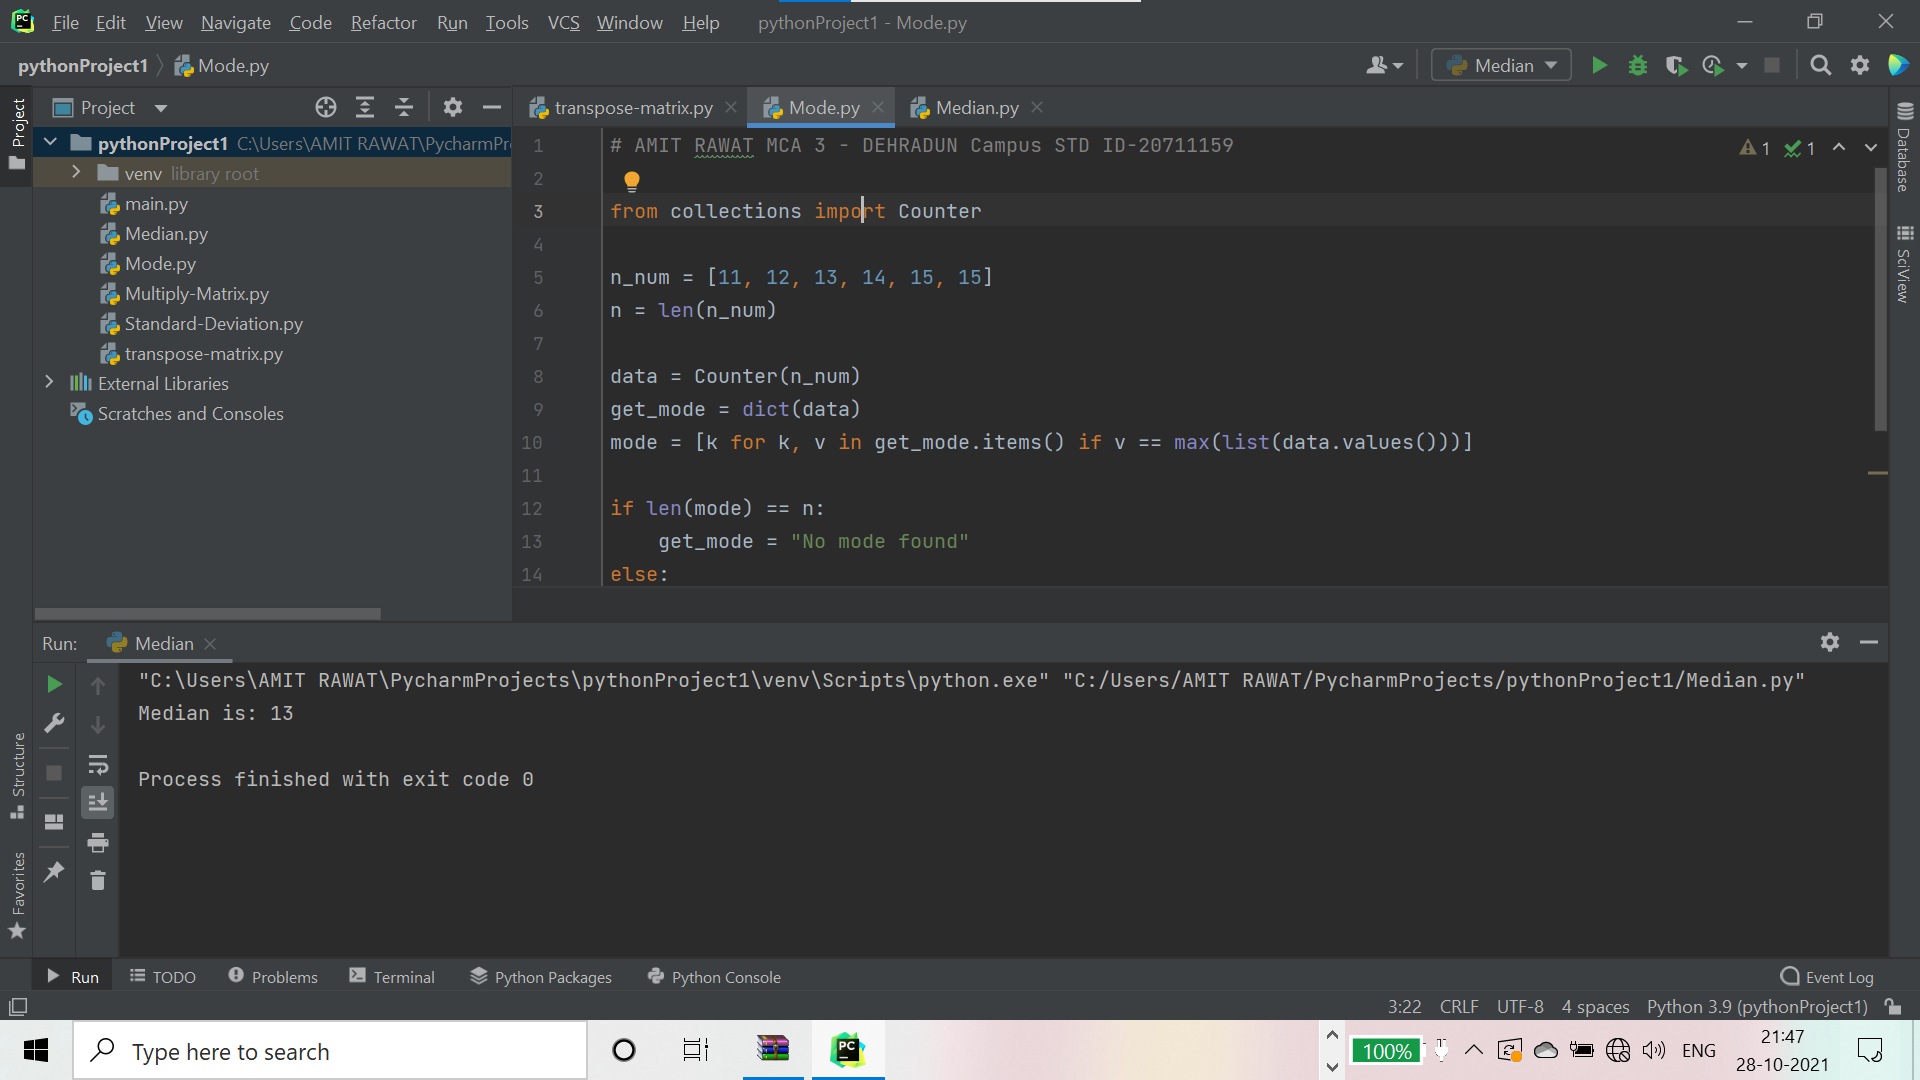 File Edit View Navigate Code Refactor Run Tools VCS Window Help pythonProject1 - Mode.py
pythonProject1 Mode.py Median
Project transpose-matrix.py Mode.py Median.py
Project
Structure
Favorites
pythonProject1 C:\Users\AMIT RAWAT\PycharmPr
venv library root
main.py
Median.py
Mode.py
Multiply-Matrix.py
Standard-Deviation.py
transpose-matrix.py
External Libraries
Scratches and Consoles
1 # AMIT RAWAT MCA 3 - DEHRADUN Campus STD ID-20711159
2
3 from collections import Counter
4
5 n_num = [11, 12, 13, 14, 15, 15]
6 n = len(n_num)
7
8 data = Counter(n_num)
9 get_mode = dict(data)
10 mode = [k for k, v in get_mode.items() if v == max(list(data.values()))]
11
12 if len(mode) == n:
13 get_mode = "No mode found"
14 else:
1 1
Database
SciView
Run: Median
"C:\Users\AMIT RAWAT\PycharmProjects\pythonProject1\venv\Scripts\python.exe" "C:/Users/AMIT RAWAT/PycharmProjects/pythonProject1/Median.py"
Median is: 13
Process finished with exit code 0
Run TODO Problems Terminal Python Packages Python Console Event Log
3:22 CRLF UTF-8 4 spaces Python 3.9 (pythonProject1)
Type here to search PC 100% ENG 21:47
28-10-2021